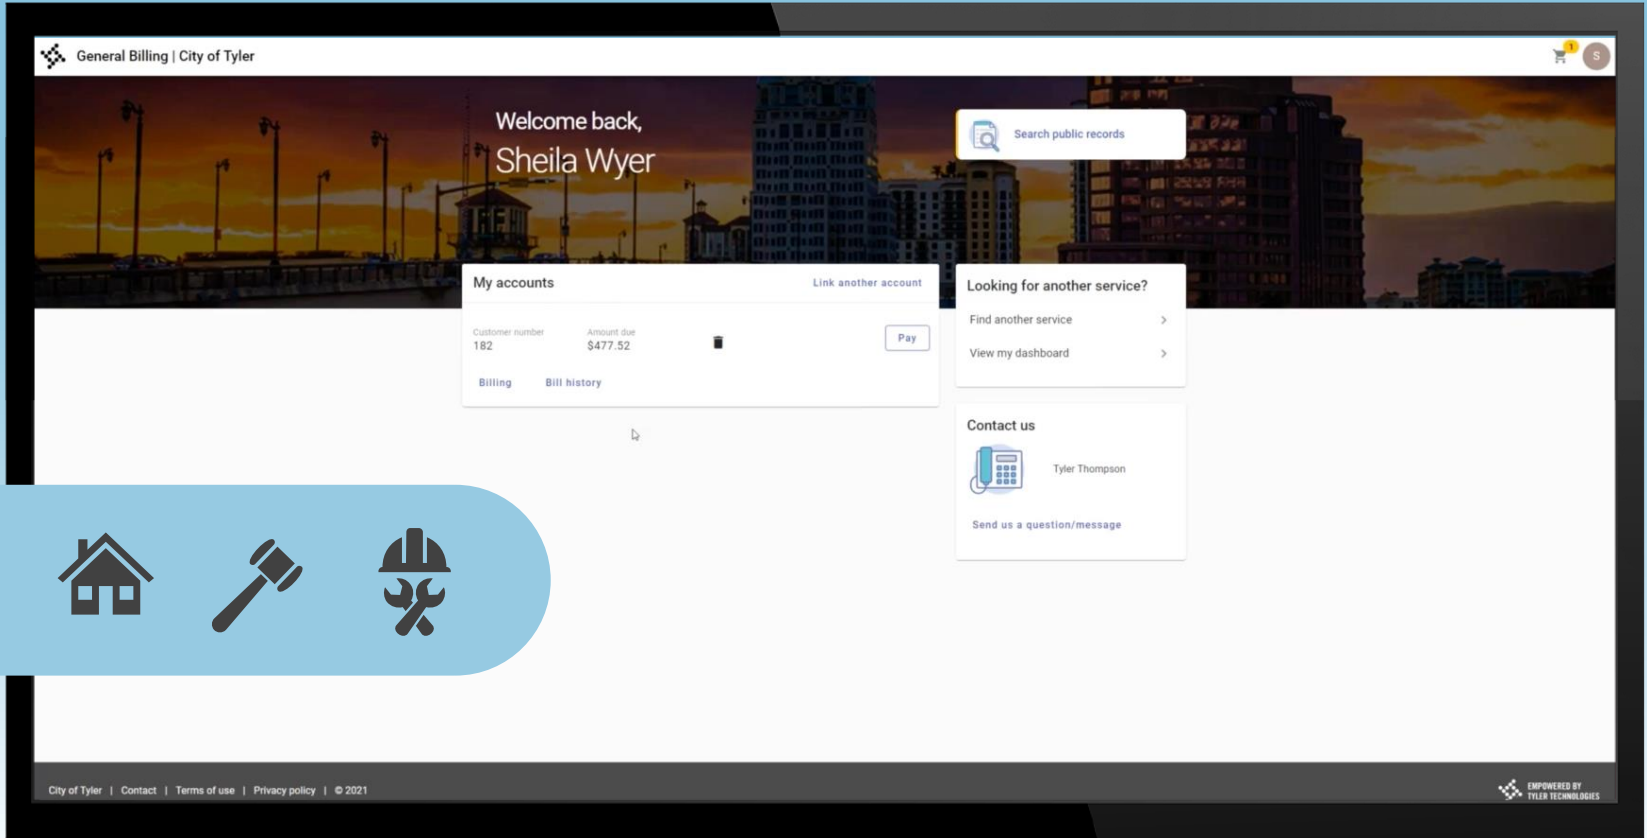 General Billing | City of Tyler
1
S
Welcome back,
Sheila Wyer
Search public records
My accounts
Link another account
Customer number
Amount due
182
$477.52
Pay
Billing
Bill history
Looking for another service?
Find another service
View my dashboard
Contact us
Tyler Thompson
Send us a question/message
City of Tyler | Contact | Terms of use | Privacy policy | © 2021
EMPOWERED BY
TYLER TECHNOLOGIES